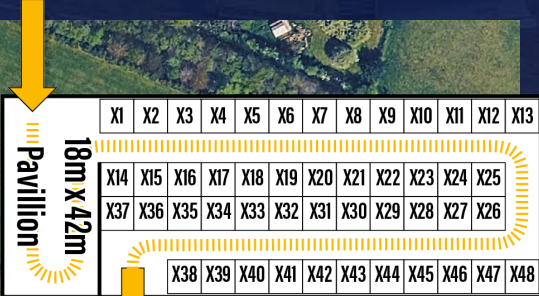 X1 X2 X3 X4 X5 X6 X7 X8 X9 X10 X11 X12 X13
Pavillion
18m x 42m
X14 X15 X16 X17 X18 X19 X20 X21 X22 X23 X24 X25
X37 X36 X35 X34 X33 X32 X31 X30 X29 X28 X27 X26
X38 X39 X40 X41 X42 X43 X44 X45 X46 X47 X48